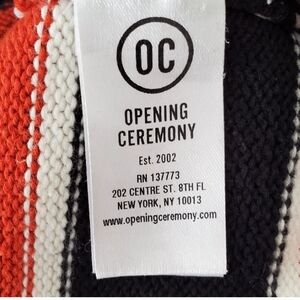 OC
OPENING
CEREMONY
Est. 2002
RN 137773
202 CENTRE ST. 8TH FL
NEW YORK, NY 10013
www.openingceremony.com